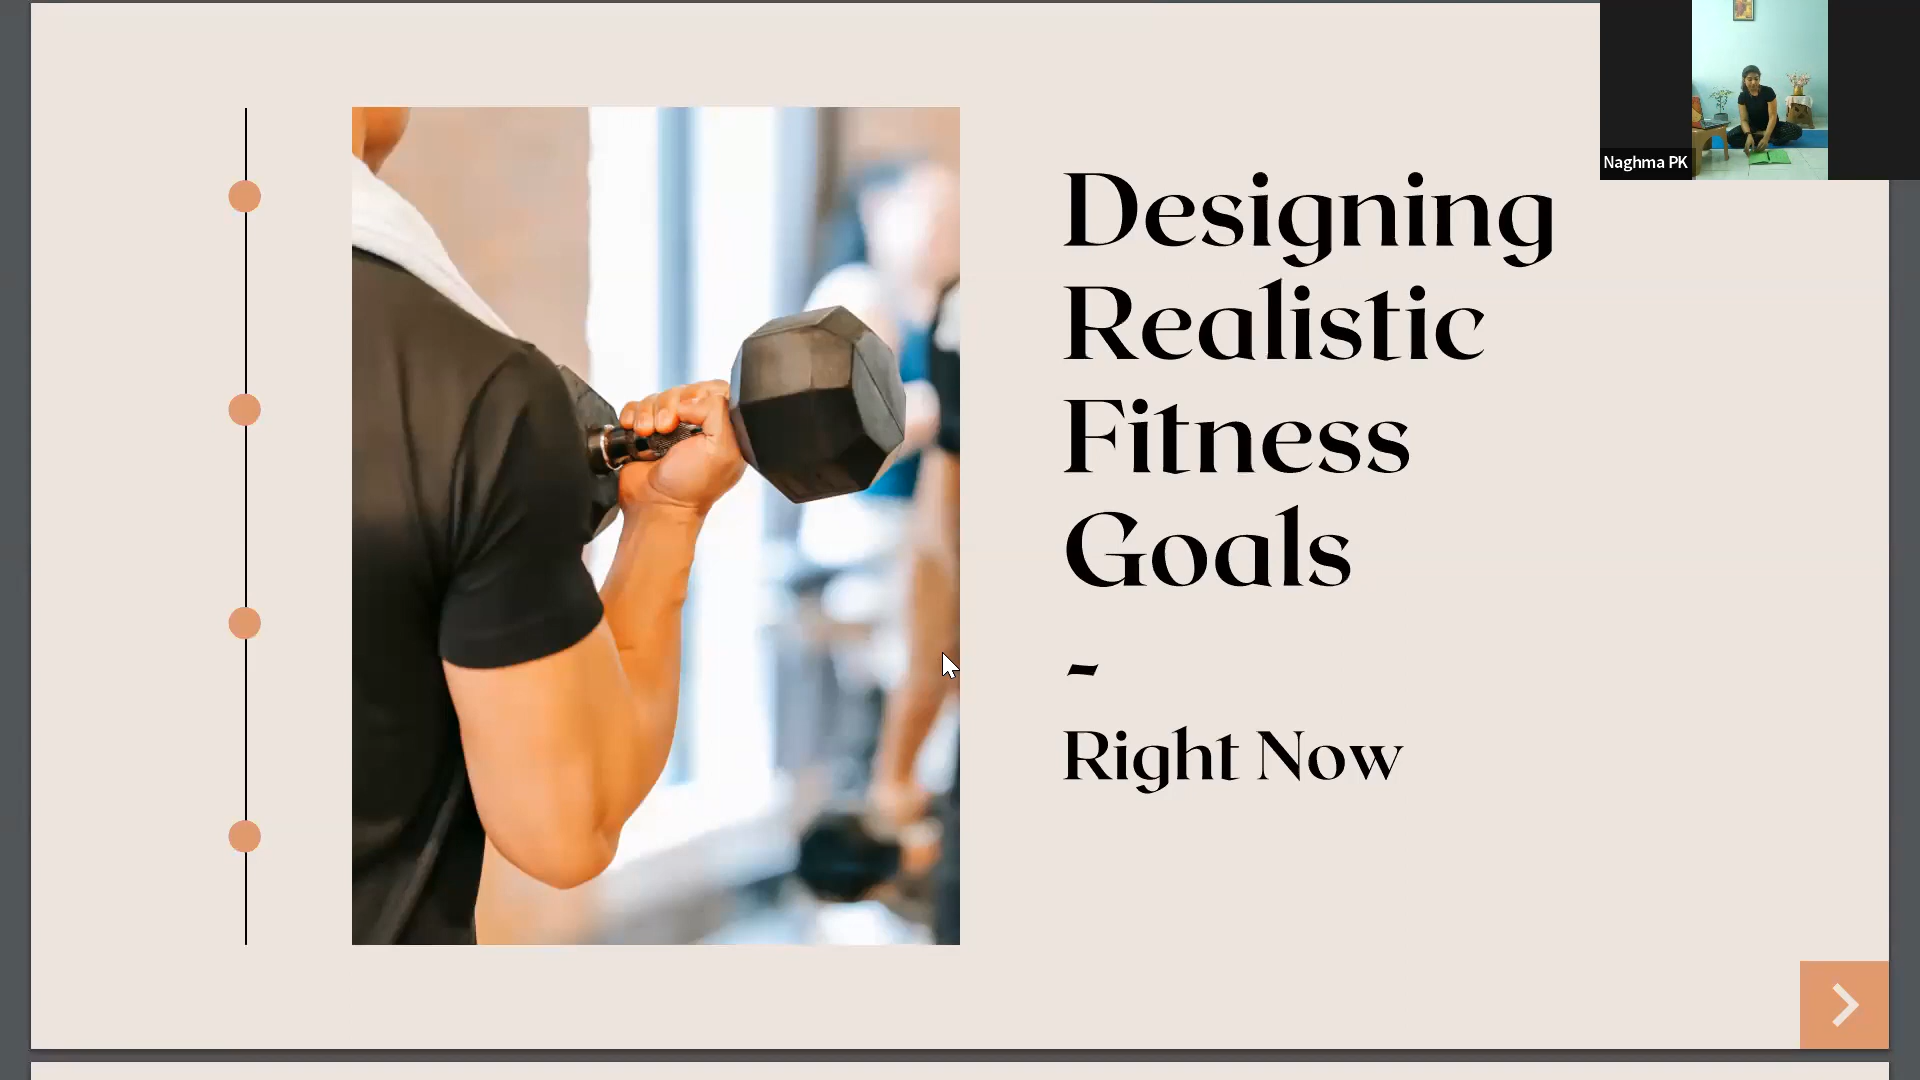 Naghma PK
Designing
Realistic
Fitness
Goals
-
Right Now